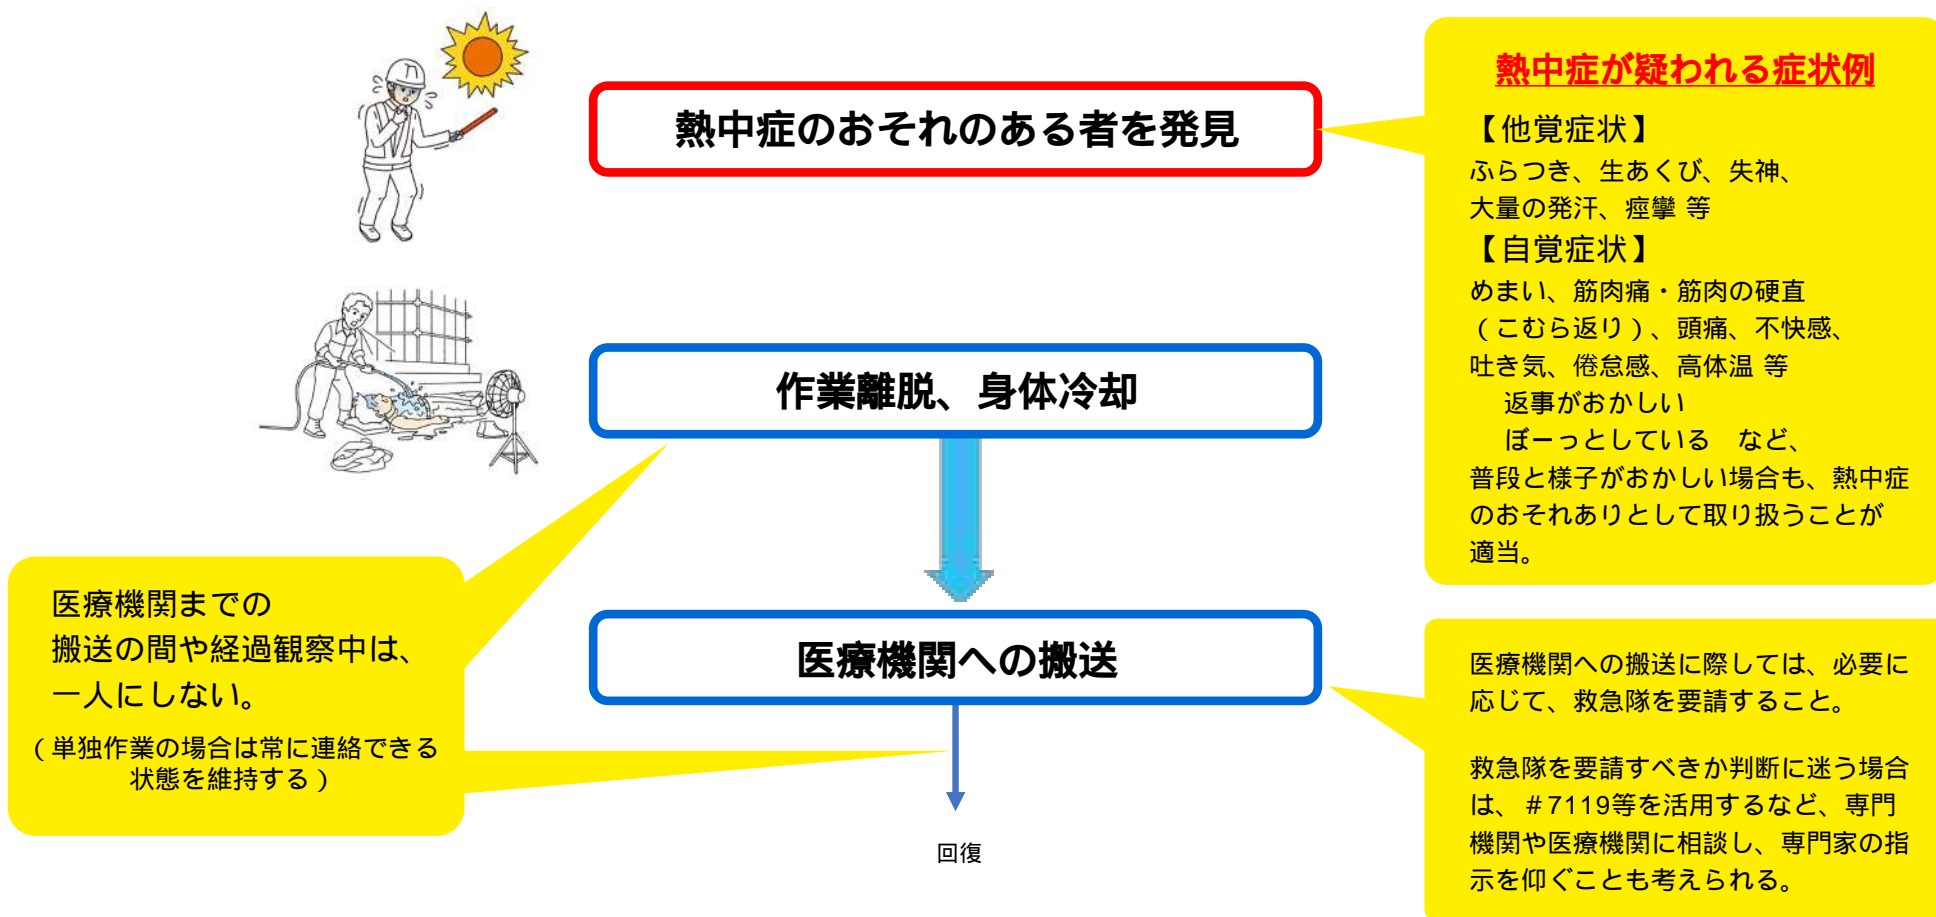 熱中症のおそれのある者を発見
熱中症が疑われる症状例
【他覚症状】
ふらつき、生あくび、失神、
大量の発汗、痙攣 等
【自覚症状】
めまい、筋肉痛・筋肉の硬直
（こむら返り）、頭痛、不快感、
吐き気、倦怠感、高体温 等
返事がおかしい
ぼーっとしている　など、
普段と様子がおかしい場合も、熱中症
のおそれありとして取り扱うことが
適当。
作業離脱、身体冷却
医療機関までの
搬送の間や経過観察中は、
一人にしない。
（単独作業の場合は常に連絡できる
状態を維持する）
医療機関への搬送
医療機関への搬送に際しては、必要に
応じて、救急隊を要請すること。
救急隊を要請すべきか判断に迷う場合
は、＃7119等を活用するなど、専門
機関や医療機関に相談し、専門家の指
示を仰ぐことも考えられる。
回復